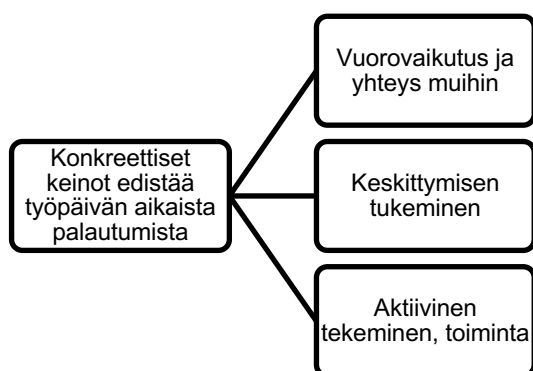 Konkreettiset
keinot edistää
työpäivän aikaista
palautumista
Vuorovaikutus ja
yhteys muihin
Keskittymisen
tukeminen
Aktiivinen
tekeminen, toiminta